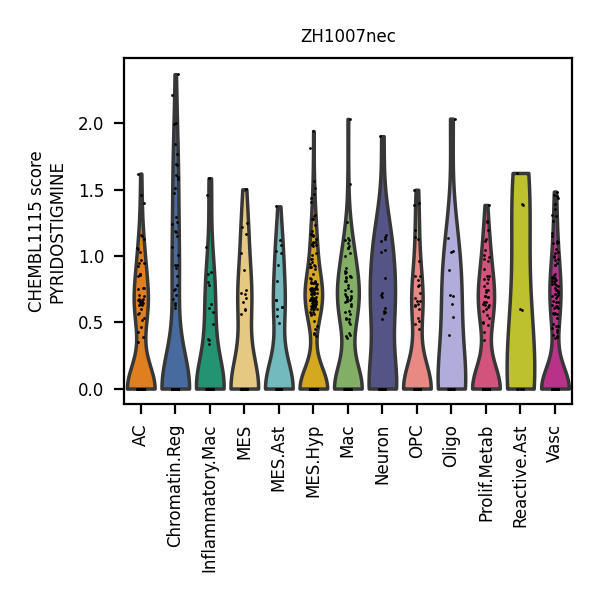 ZH1007nec
CHEMBL1115 score
PYRIDOSTIGMINE
2.0
1.5
1.0
0.5
0.0
AC
Chromatin.Reg
Inflammatory.Mac
MES
MES.Ast
MES.Hyp
Mac
Neuron
OPC
Oligo
Prolif.Metab
Reactive.Ast
Vasc